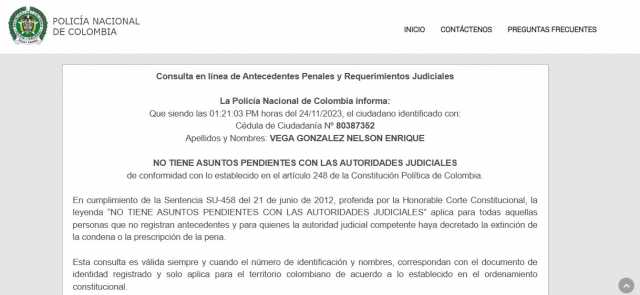 POLICÍA NACIONAL
DE COLOMBIA
INICIO CONTÁCTENOS PREGUNTAS FRECUENTES
Consulta en línea de Antecedentes Penales y Requerimientos Judiciales
La Policía Nacional de Colombia informa:
Que siendo las 01:21:03 PM horas del 24/11/2023, el ciudadano identificado con:
Cédula de Ciudadanía Nº 80387352
Apellidos y Nombres: VEGA GONZALEZ NELSON ENRIQUE
NO TIENE ASUNTOS PENDIENTES CON LAS AUTORIDADES JUDICIALES
de conformidad con lo establecido en el artículo 248 de la Constitución Política de Colombia.
En cumplimiento de la Sentencia SU-458 del 21 de junio de 2012, proferida por la Honorable Corte Constitucional, la
leyenda "NO TIENE ASUNTOS PENDIENTES CON LAS AUTORIDADES JUDICIALES" aplica para todas aquellas
personas que no registran antecedentes y para quienes la autoridad judicial competente haya decretado la extinción de
la condena o la prescripción de la pena.
Esta consulta es válida siempre y cuando el número de identificación y nombres, correspondan con el documento de
identidad registrado y solo aplica para el territorio colombiano de acuerdo a lo establecido en el ordenamiento
constitucional.